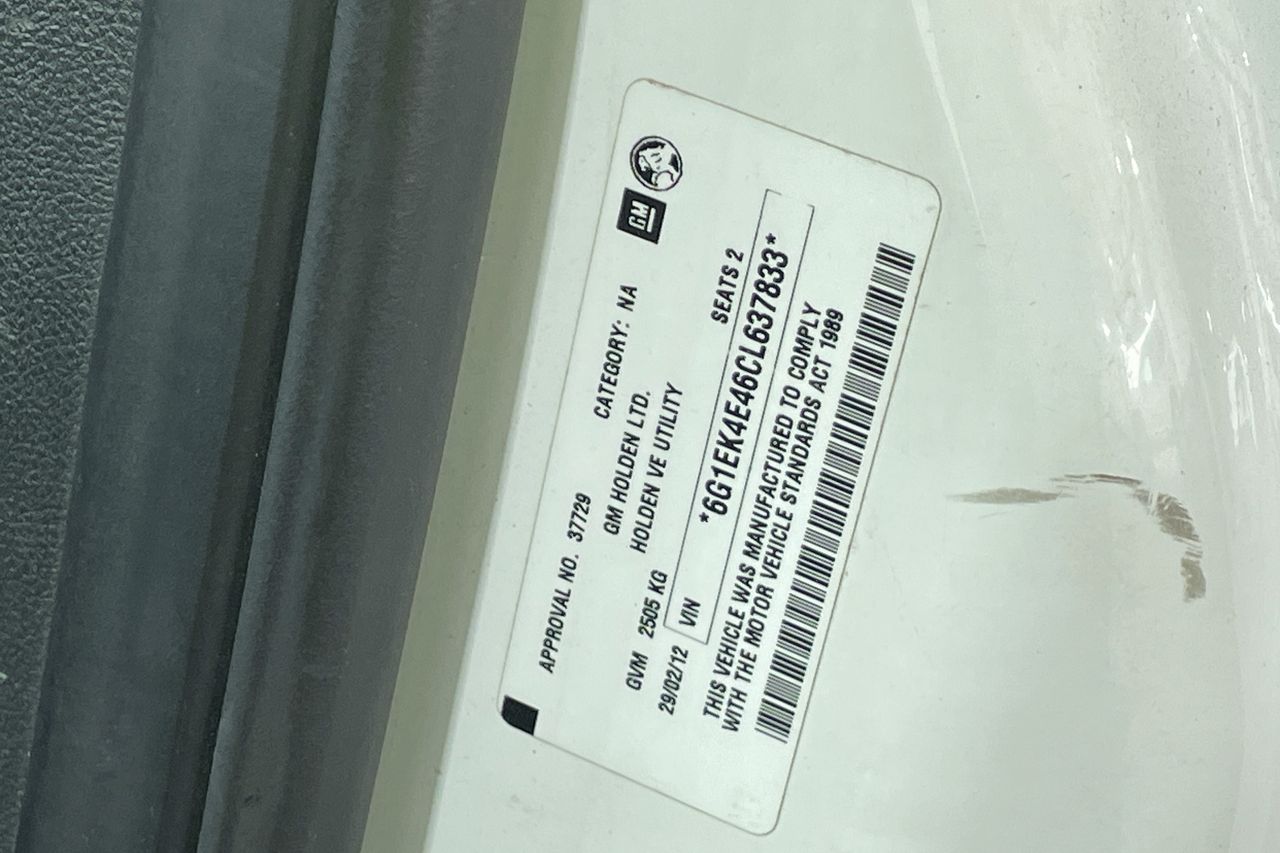 GM
APPROVAL NO. 37729 CATEGORY: NA
GM HOLDEN LTD.
HOLDEN VE UTILITY
GVM 2505 KG
29/02/12 SEATS 2
VIN *6G1EK4E46CL637833*
THIS VEHICLE WAS MANUFACTURED TO COMPLY
WITH THE MOTOR VEHICLE STANDARDS ACT 1989